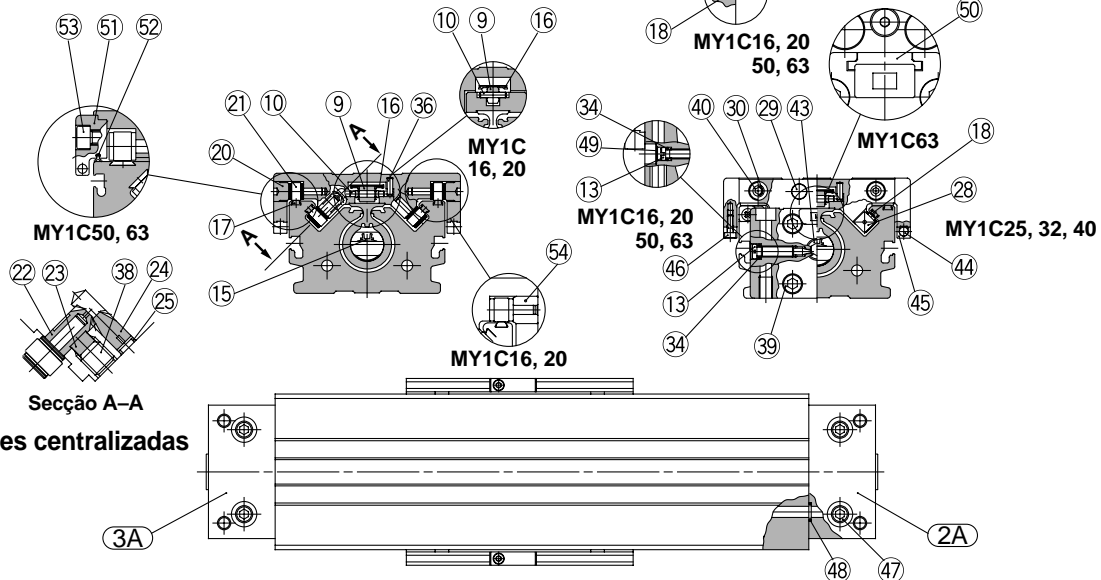 53 51 52
10 9 16
18
MY1C16, 20
50, 63
50
MY1C63
21 10 9 16 36
A
MY1C
16, 20
34
49
13
40 30 29 43
18
28
20
17
A
15
MY1C50, 63
MY1C16, 20
50, 63
MY1C25, 32, 40
46
13
34
39
44
45
54
MY1C16, 20
22 23 38 24
25
Secção A–A
es centralizadas
3A
2A
48 47